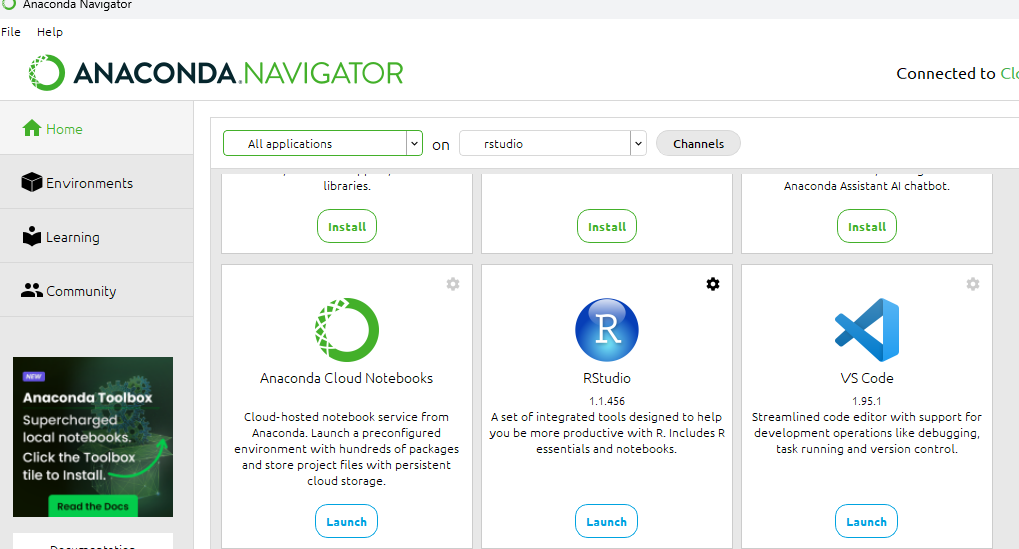 Anaconda Navigator
File Help
ANACONDA.NAVIGATOR
Connected to Clo
Home
Environments
Learning
Community
All applications on rstudio Channels
libraries.
Install
Install
Anaconda Assistant AI chatbot.
Install
Anaconda Cloud Notebooks
Cloud-hosted notebook service from
Anaconda. Launch a preconfigured
environment with hundreds of packages
and store project files with persistent
cloud storage.
Launch
R
RStudio
1.1.456
A set of integrated tools designed to help
you be more productive with R. Includes R
essentials and notebooks.
Launch
VS Code
1.95.1
Streamlined code editor with support for
development operations like debugging,
task running and version control.
Launch
NEW
Anaconda Toolbox
Supercharged
local notebooks.
Click the Toolbox
tile to Install.
Read the Docs
Documentation